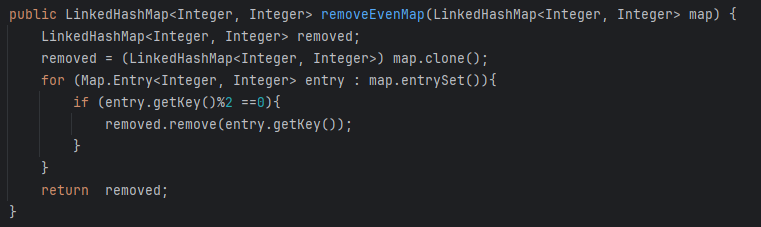 public LinkedHashMap<Integer, Integer> removeEvenMap(LinkedHashMap<Integer, Integer> map) {
    LinkedHashMap<Integer, Integer> removed;
    removed = (LinkedHashMap<Integer, Integer>) map.clone();
    for (Map.Entry<Integer, Integer> entry : map.entrySet()){
        if (entry.getKey()%2 ==0){
            removed.remove(entry.getKey());
        }
    }
    return  removed;
}